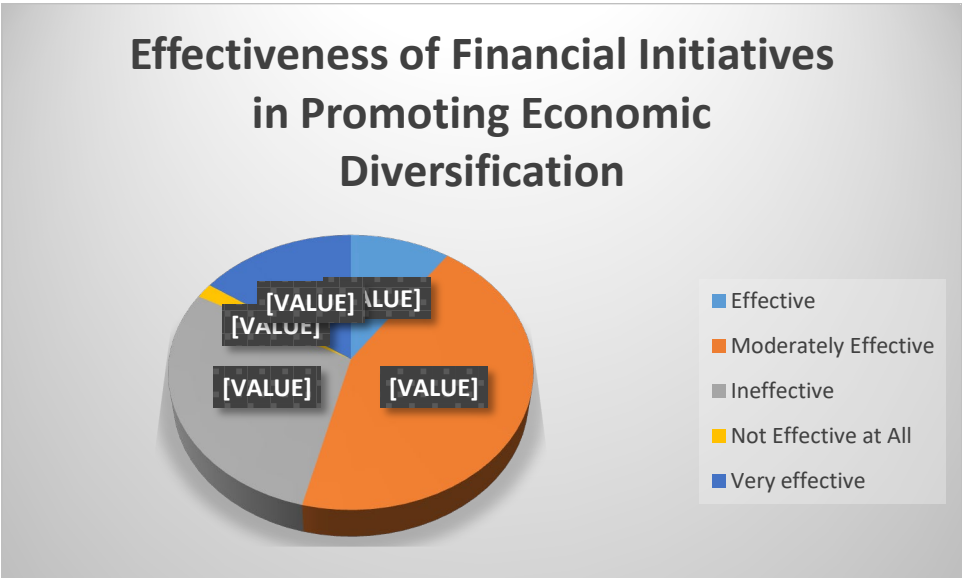 Effectiveness of Financial Initiatives
in Promoting Economic
Diversification
[VALUE]
ALUE]
[VALUE]
[VALUE]
[VALUE]
Effective
Moderately Effective
Ineffective
Not Effective at All
Very effective